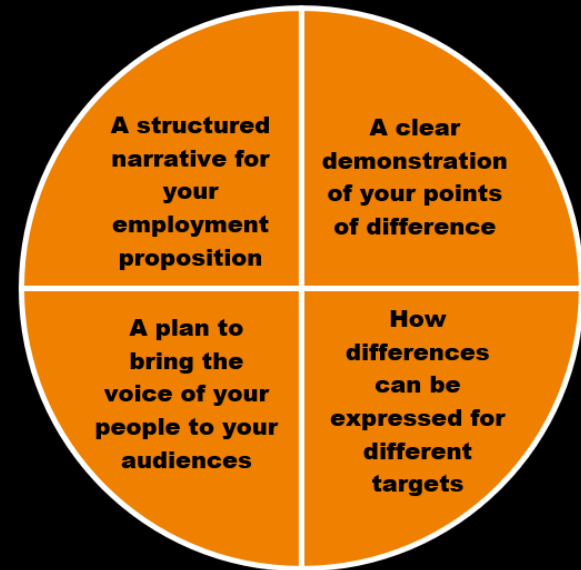 A structured
narrative for
your
employment
proposition
A clear
demonstration
of your points
of difference
A plan to
bring the
voice of your
people to your
audiences
How
differences
can be
expressed for
different
targets